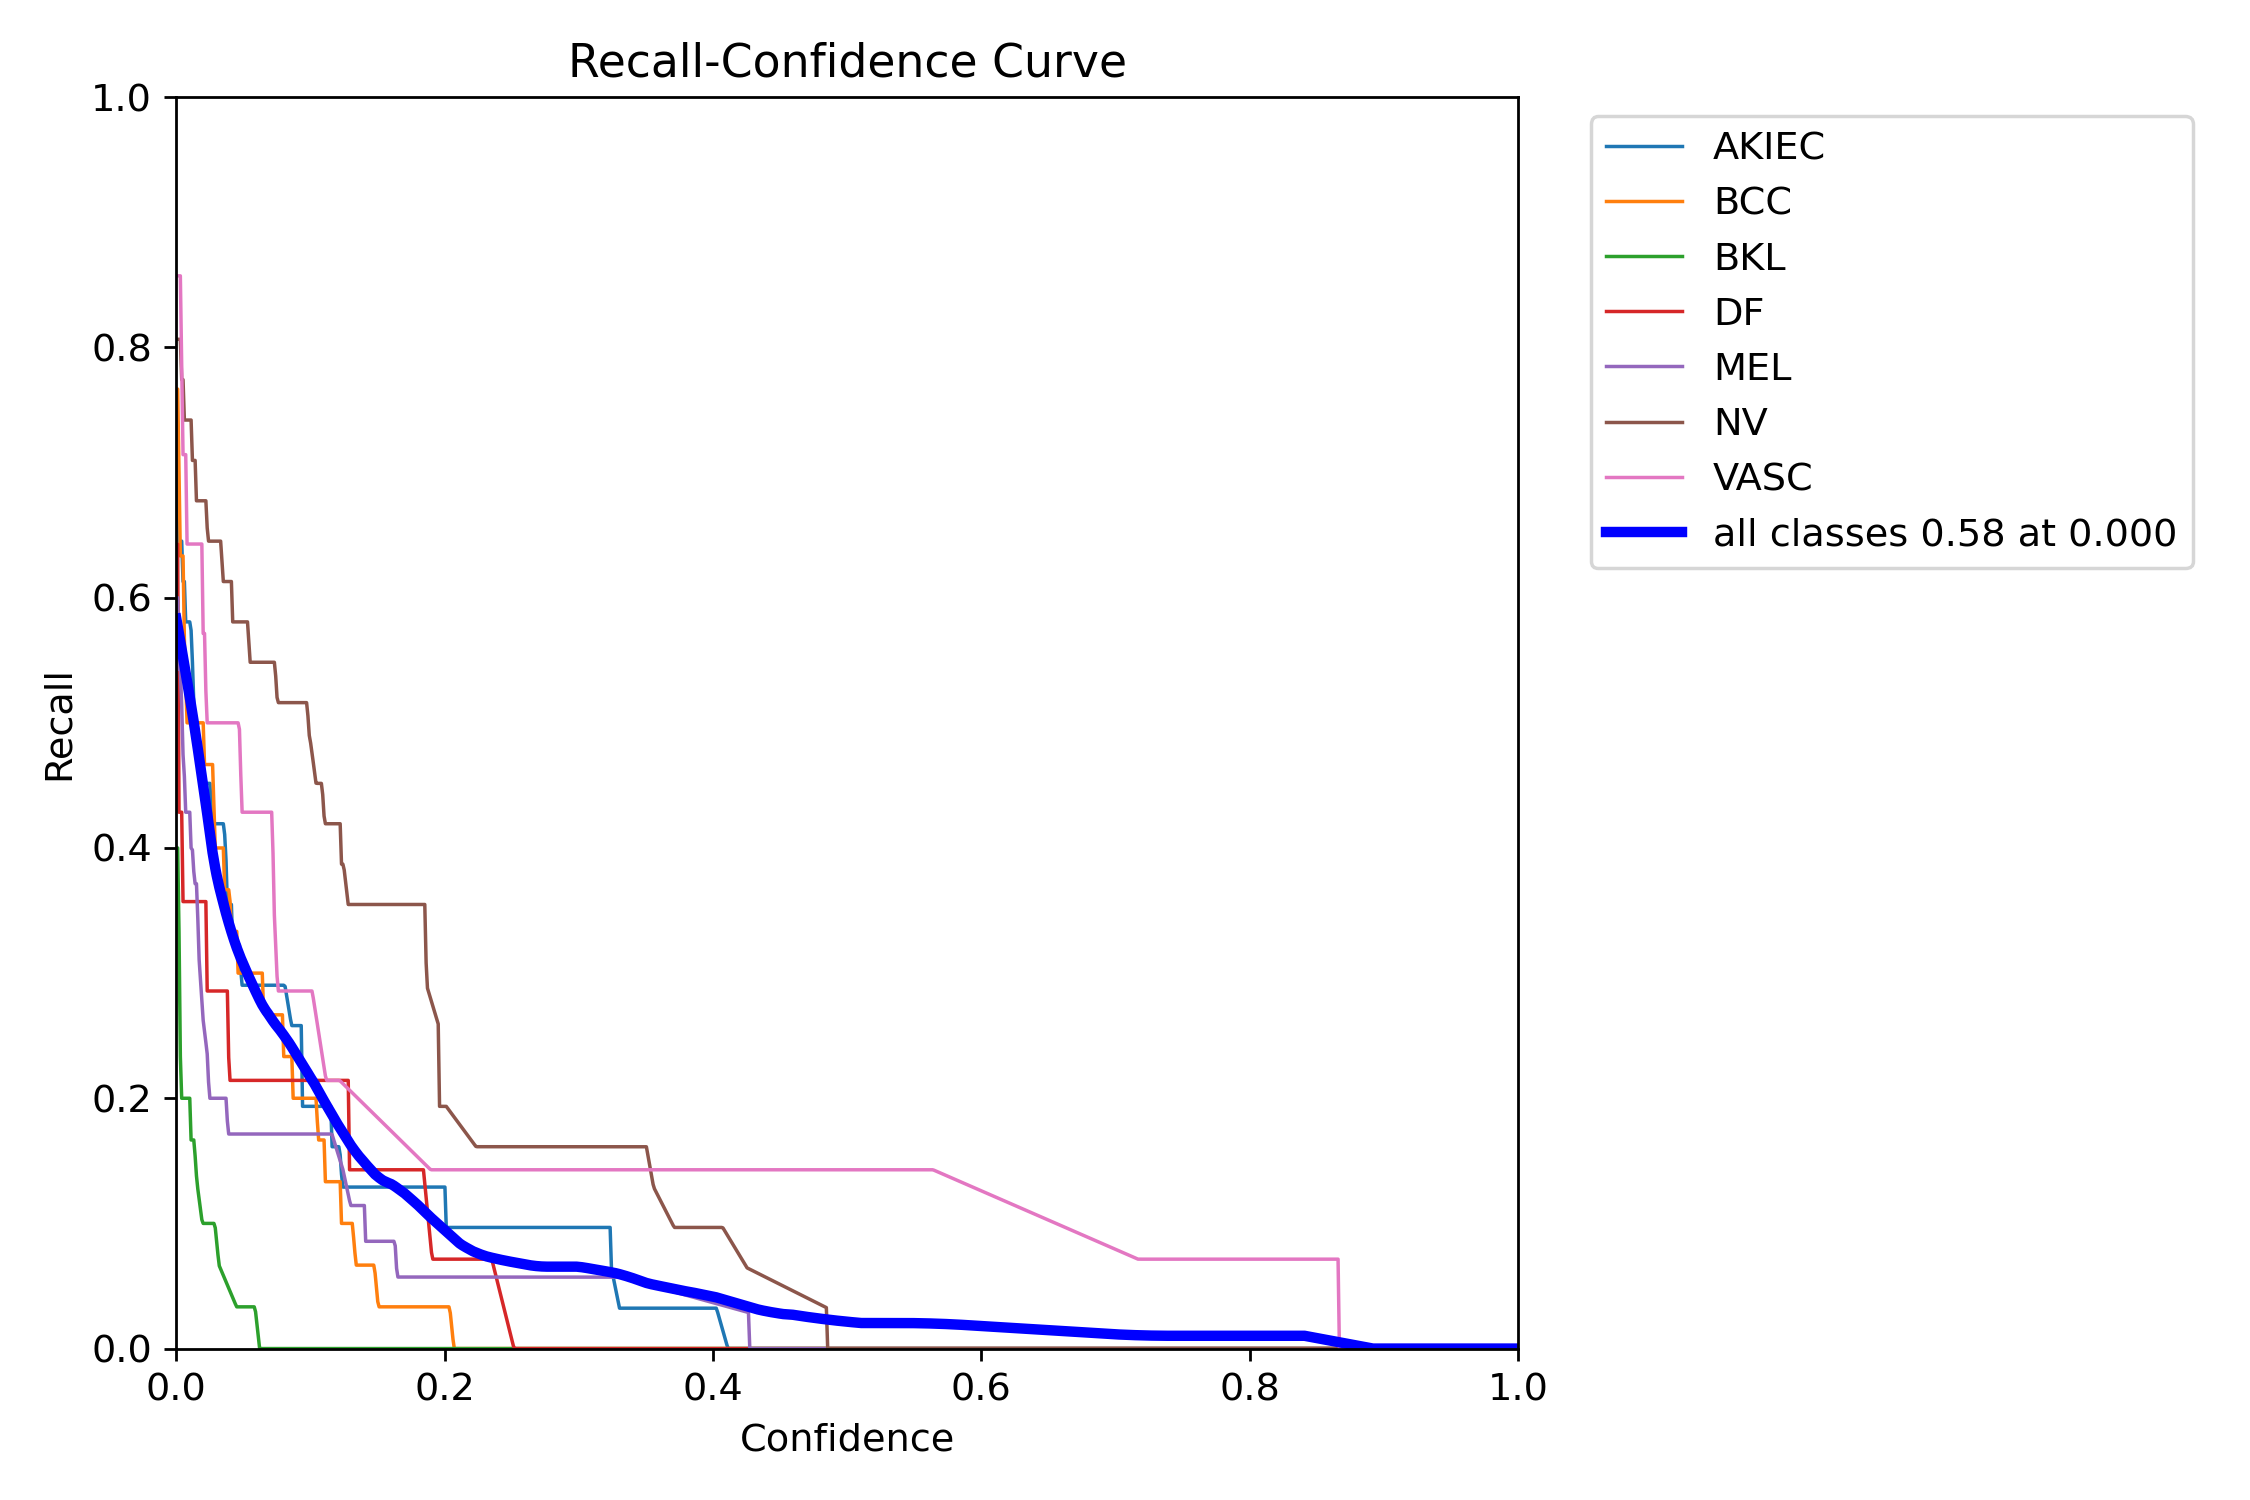 Recall-Confidence Curve
1.0
0.8
0.6
0.4
0.2
0.0
Recall
0.0 0.2 0.4 0.6 0.8 1.0
Confidence
AKIEC
BCC
BKL
DF
MEL
NV
VASC
all classes 0.58 at 0.000